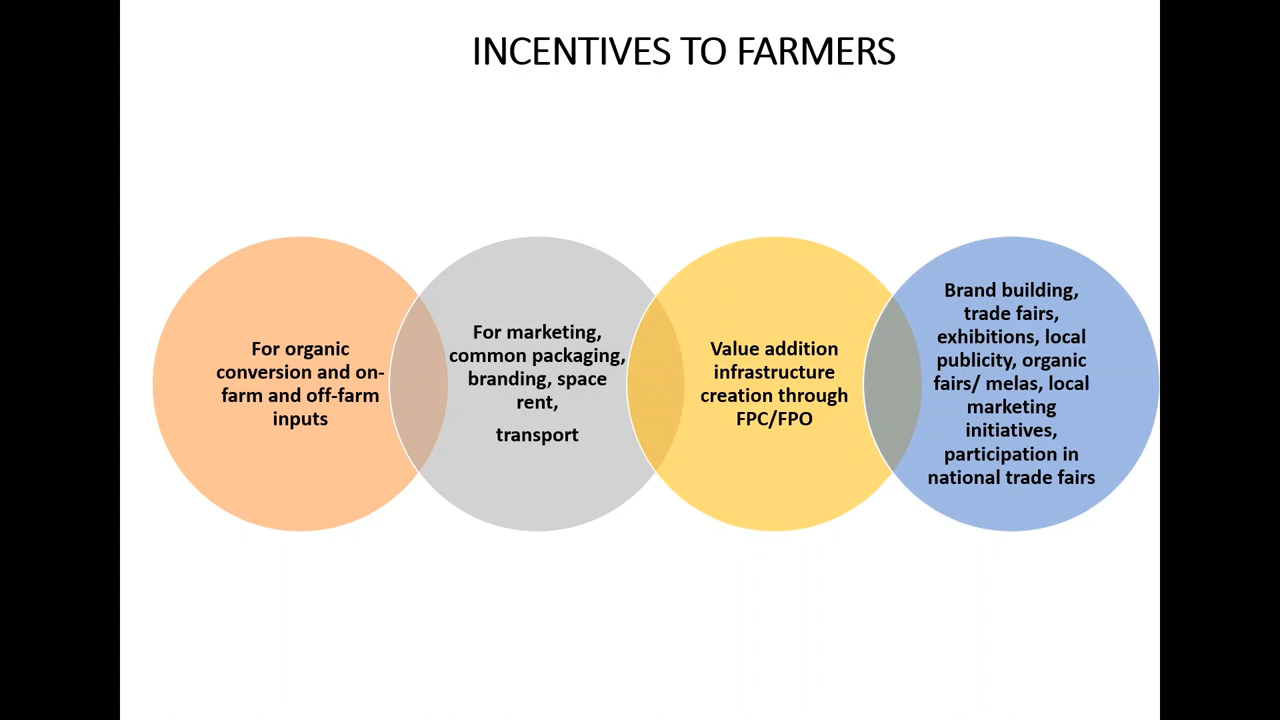 INCENTIVES TO FARMERS
For organic
conversion and on-
farm and off-farm
inputs
For marketing,
common packaging,
branding, space
rent,
transport
Value addition
infrastructure
creation through
FPC/FPO
Brand building,
trade fairs,
exhibitions, local
publicity, organic
fairs/ melas, local
marketing
initiatives,
participation in
national trade fairs